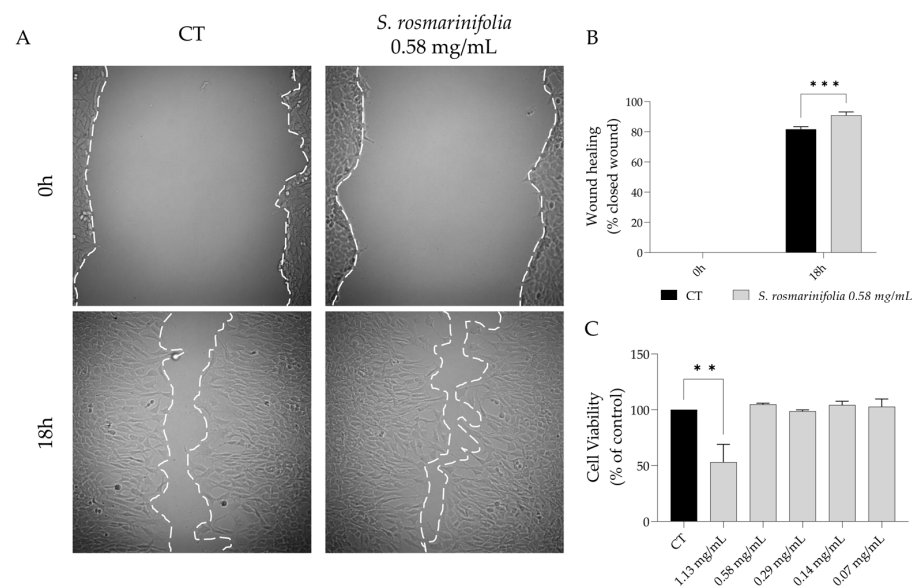 A
CT
S. rosmarinifolia
0.58 mg/mL
0h
18h
B
Wound healing
(% closed wound)
100
80
60
40
20
0
***
0h
18h
CT
S. rosmarinifolia 0.58 mg/mL
C
Cell Viability
(% of control)
150
100
50
0
**
CT
1.13 mg/mL
0.58 mg/mL
0.29 mg/mL
0.14 mg/mL
0.07 mg/mL